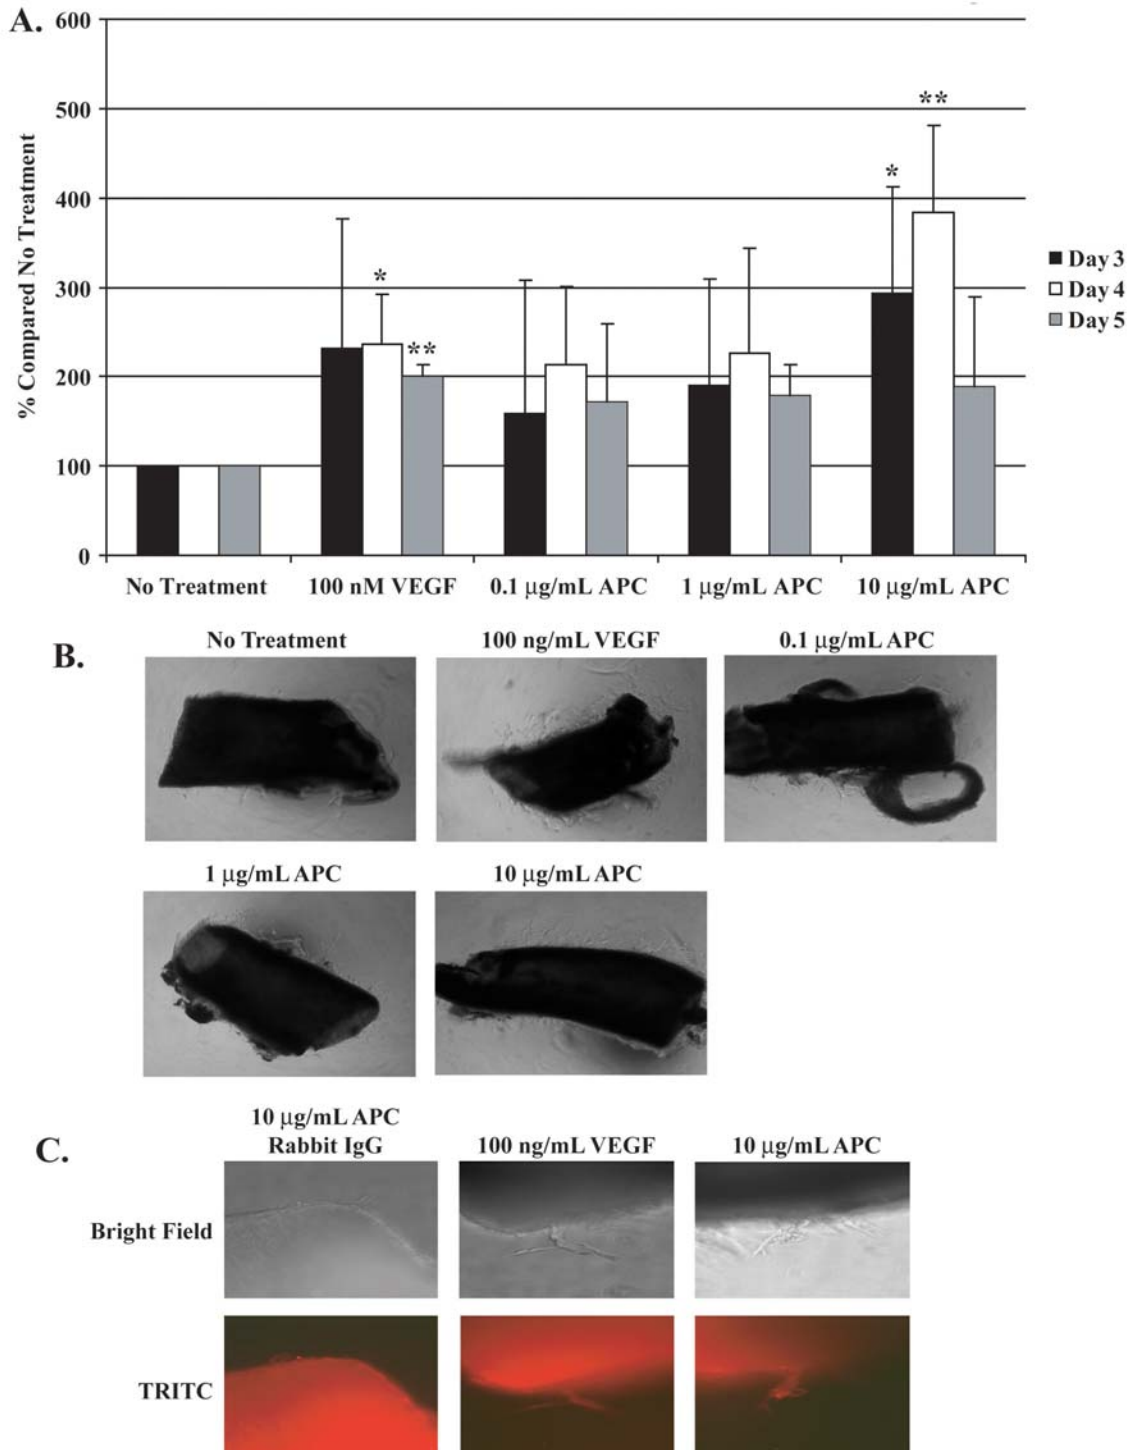 A.
600
500
400
300
200
100
0
% Compared No Treatment
*
**
*
**
Day 3
Day 4
Day 5
No Treatment 100 nM VEGF 0.1 μg/mL APC 1 μg/mL APC 10 μg/mL APC
B.
No Treatment 100 ng/mL VEGF 0.1 μg/mL APC
1 μg/mL APC 10 μg/mL APC
C.
10 μg/mL APC
Rabbit IgG 100 ng/mL VEGF 10 μg/mL APC
Bright Field
TRITC